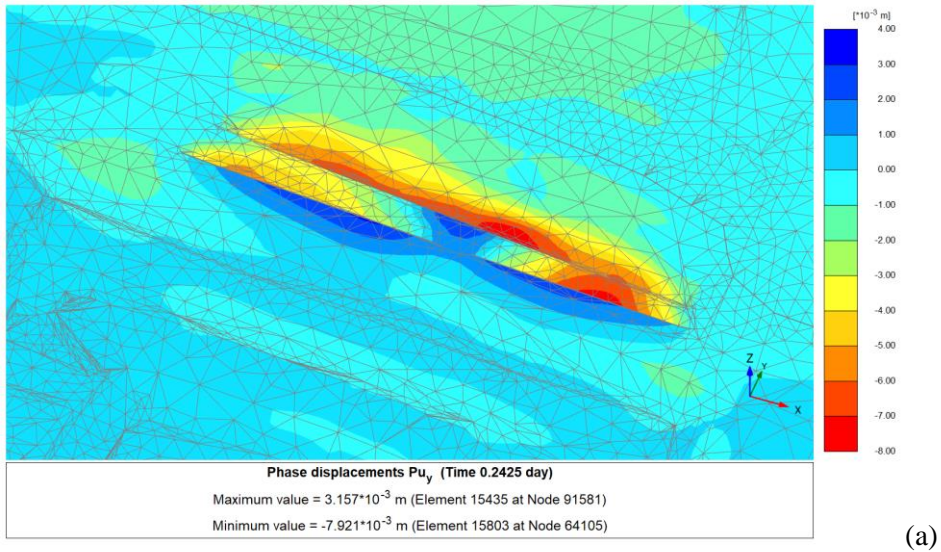 [*10⁻³ m]
4.00
3.00
2.00
1.00
0.00
-1.00
-2.00
-3.00
-4.00
-5.00
-6.00
-7.00
-8.00
Z
Y
X
Phase displacements Pu_y (Time 0.2425 day)
Maximum value = 3.157*10⁻³ m (Element 15435 at Node 91581)
Minimum value = -7.921*10⁻³ m (Element 15803 at Node 64105)
(a)